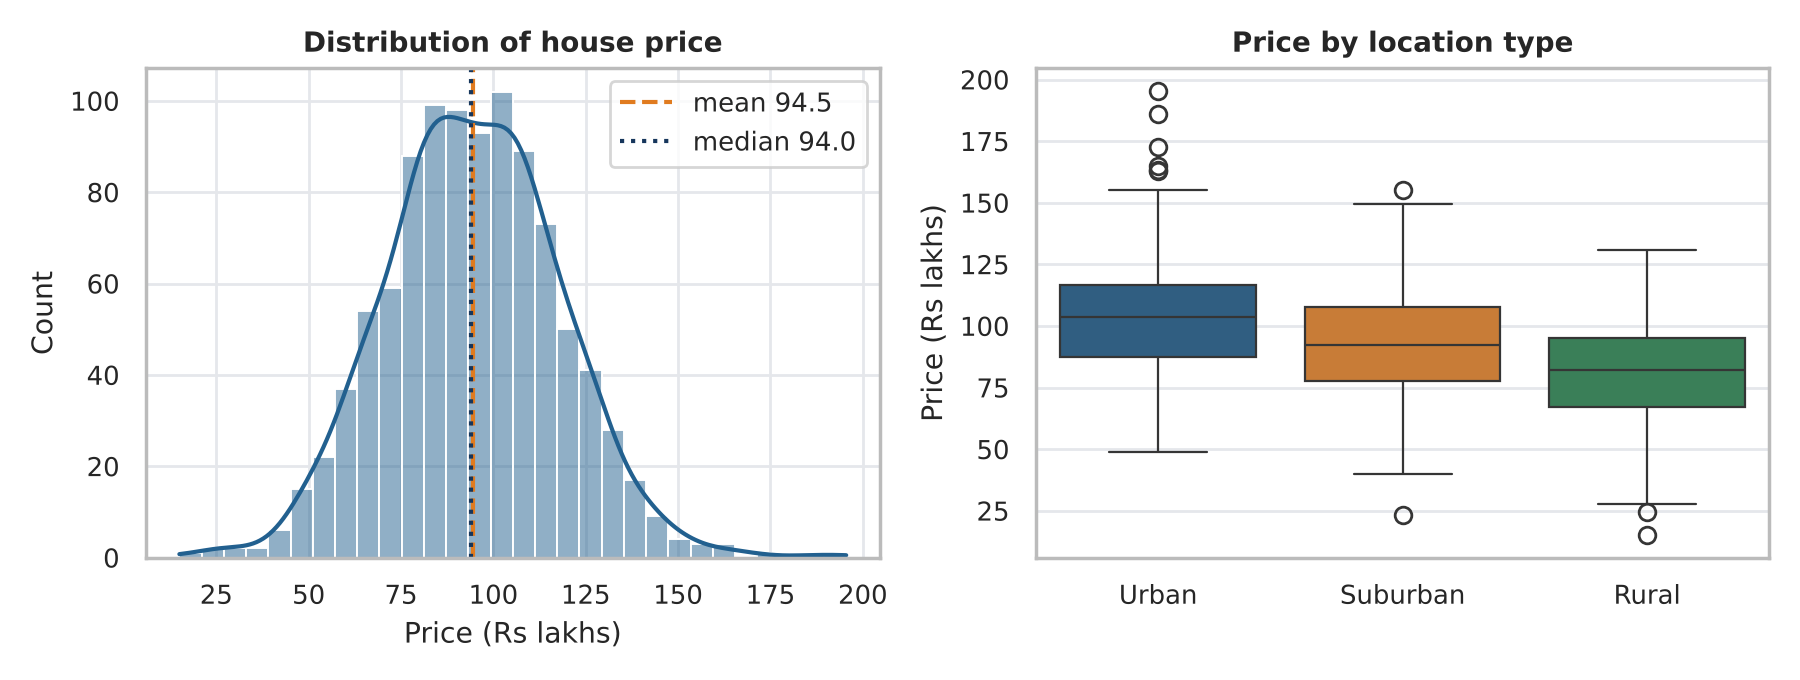 Distribution of house price
100
80
60
40
20
0
Count
mean 94.5
median 94.0
25 50 75 100 125 150 175 200
Price (Rs lakhs)
Price by location type
200
175
150
125
100
75
50
25
Price (Rs lakhs)
Urban Suburban Rural